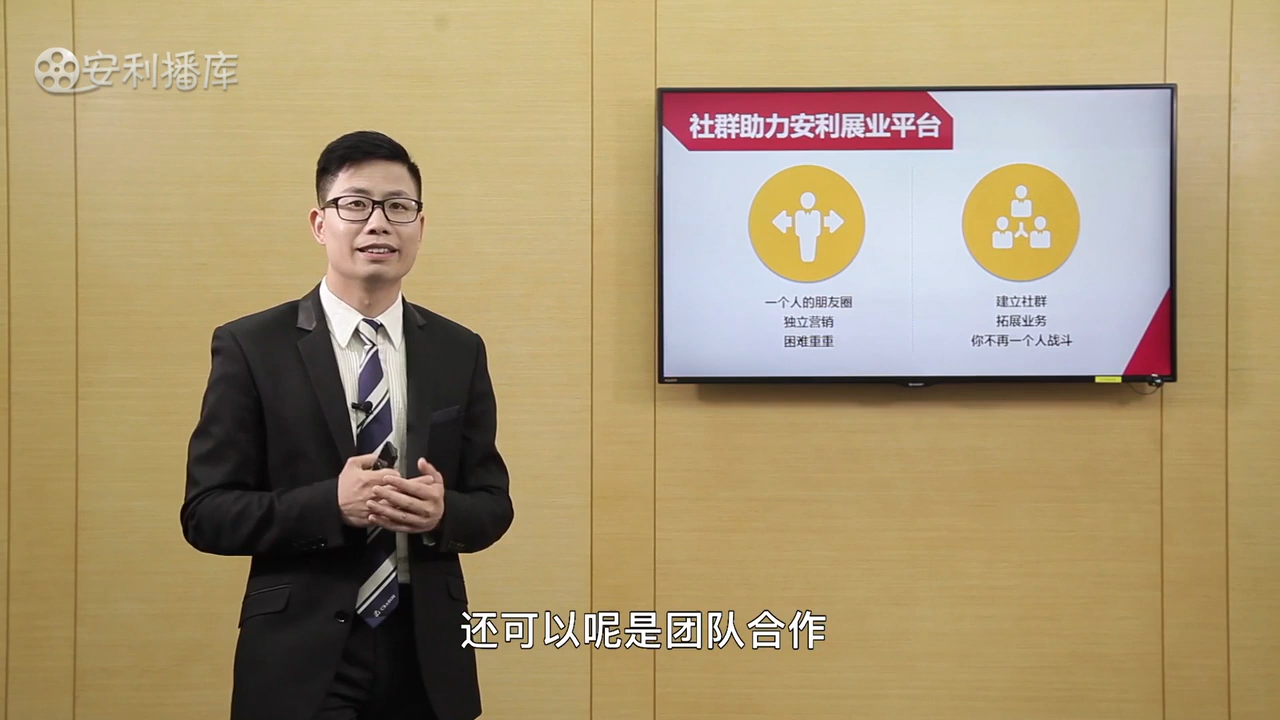 安利播库
社群助力安利展业平台
一个人的朋友圈
独立营销
困难重重
建立社群
拓展业务
你不再一个人战斗
还可以呢是团队合作